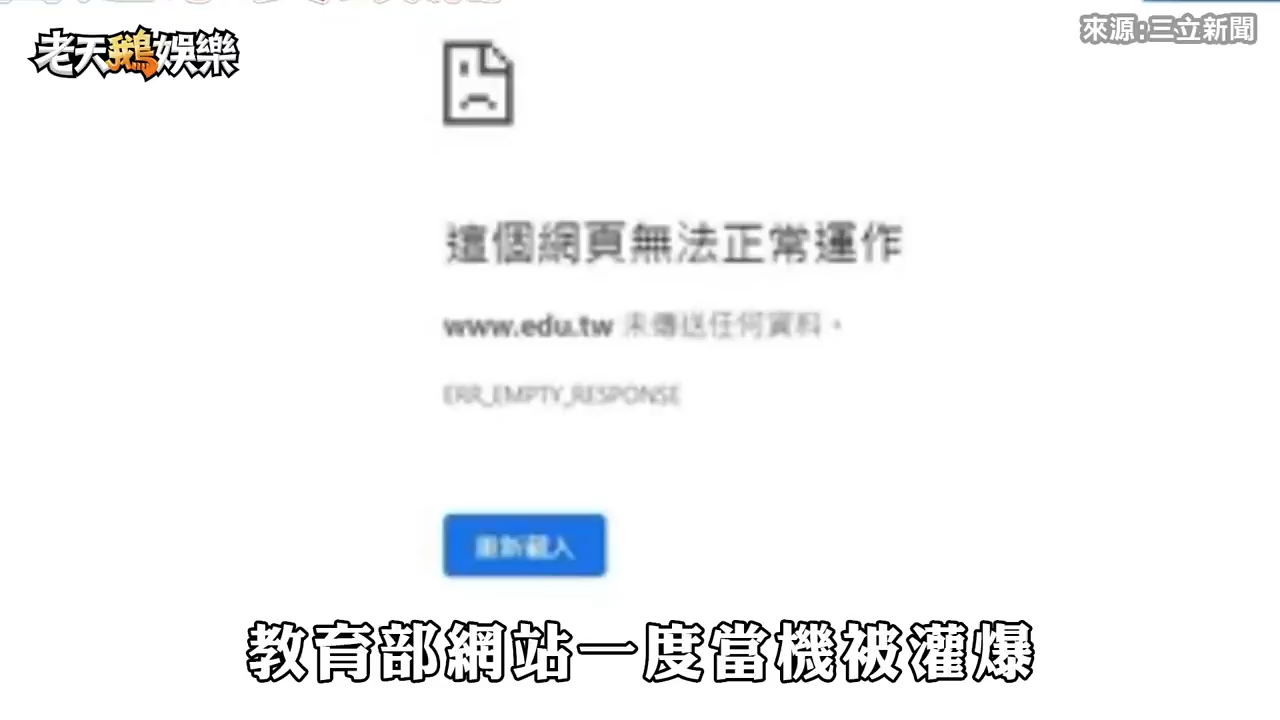 老天鵝娛樂
來源:三立新聞
這個網頁無法正常運作
www.edu.tw 未傳送任何資料。
ERR_EMPTY_RESPONSE
重新載入
教育部網站一度當機被灌爆